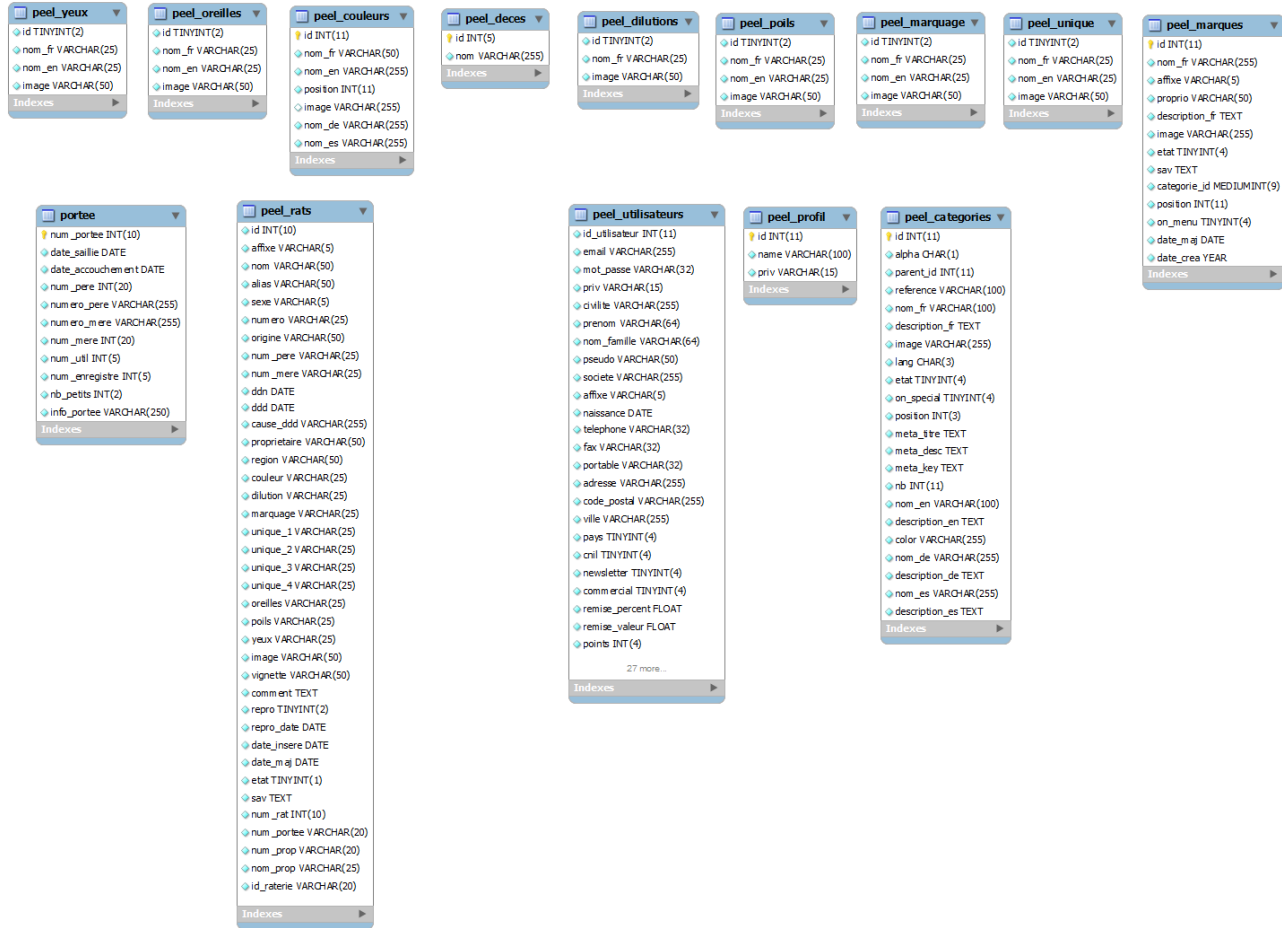 peel_yeux
id TINYINT(2)
nom_fr VARCHAR(25)
nom_en VARCHAR(25)
image VARCHAR(50)
Indexes
peel_oreilles
id TINYINT(2)
nom_fr VARCHAR(25)
nom_en VARCHAR(25)
image VARCHAR(50)
Indexes
peel_couleurs
id INT(11)
nom_fr VARCHAR(50)
nom_en VARCHAR(255)
position INT(11)
image VARCHAR(255)
nom_de VARCHAR(255)
nom_es VARCHAR(255)
Indexes
peel_deces
id INT(5)
nom VARCHAR(255)
Indexes
peel_dilutions
id TINYINT(2)
nom_fr VARCHAR(25)
image VARCHAR(50)
Indexes
peel_poils
id TINYINT(2)
nom_fr VARCHAR(25)
nom_en VARCHAR(25)
image VARCHAR(50)
Indexes
peel_marquage
id TINYINT(2)
nom_fr VARCHAR(25)
nom_en VARCHAR(25)
image VARCHAR(50)
Indexes
peel_unique
id TINYINT(2)
nom_fr VARCHAR(25)
nom_en VARCHAR(25)
image VARCHAR(50)
Indexes
peel_marques
id INT(11)
nom_fr VARCHAR(255)
affixe VARCHAR(5)
proprio VARCHAR(50)
description_fr TEXT
image VARCHAR(255)
etat TINYINT(4)
sav TEXT
categorie_id MEDIUMINT(9)
position INT(11)
on_menu TINYINT(4)
date_maj DATE
date_crea YEAR
Indexes
portee
num_portee INT(10)
date_saillie DATE
date_accouchement DATE
num_pere INT(20)
numero_pere VARCHAR(255)
numero_mere VARCHAR(255)
num_mere INT(20)
num_util INT(5)
num_enregistre INT(5)
nb_petits INT(2)
info_portee VARCHAR(250)
Indexes
peel_rats
id INT(10)
affixe VARCHAR(5)
nom VARCHAR(50)
alias VARCHAR(50)
sexe VARCHAR(5)
numero VARCHAR(25)
origine VARCHAR(50)
num_pere VARCHAR(25)
num_mere VARCHAR(25)
ddn DATE
ddd DATE
cause_ddd VARCHAR(255)
proprietaire VARCHAR(50)
region VARCHAR(50)
couleur VARCHAR(25)
dilution VARCHAR(25)
marquage VARCHAR(25)
unique_1 VARCHAR(25)
unique_2 VARCHAR(25)
unique_3 VARCHAR(25)
unique_4 VARCHAR(25)
oreilles VARCHAR(25)
poils VARCHAR(25)
yeux VARCHAR(25)
image VARCHAR(50)
vignette VARCHAR(50)
comment TEXT
repro TINYINT(2)
repro_date DATE
date_insere DATE
date_maj DATE
etat TINYINT(1)
sav TEXT
num_rat INT(10)
num_portee VARCHAR(20)
num_prop VARCHAR(20)
nom_prop VARCHAR(25)
id_raterie VARCHAR(20)
Indexes
peel_utilisateurs
id_utilisateur INT(11)
email VARCHAR(255)
mot_passe VARCHAR(32)
priv VARCHAR(15)
civilite VARCHAR(255)
prenom VARCHAR(64)
nom_famille VARCHAR(64)
pseudo VARCHAR(50)
societe VARCHAR(255)
affixe VARCHAR(5)
naissance DATE
telephone VARCHAR(32)
fax VARCHAR(32)
portable VARCHAR(32)
adresse VARCHAR(255)
code_postal VARCHAR(255)
ville VARCHAR(255)
pays TINYINT(4)
cnil TINYINT(4)
newsletter TINYINT(4)
commercial TINYINT(4)
remise_percent FLOAT
remise_valeur FLOAT
points INT(4)
27 more...
Indexes
peel_profil
id INT(11)
name VARCHAR(100)
priv VARCHAR(15)
Indexes
peel_categories
id INT(11)
alpha CHAR(1)
parent_id INT(11)
reference VARCHAR(100)
nom_fr VARCHAR(100)
description_fr TEXT
image VARCHAR(255)
lang CHAR(3)
etat TINYINT(4)
on_special TINYINT(4)
position INT(3)
meta_titre TEXT
meta_desc TEXT
meta_key TEXT
nb INT(11)
nom_en VARCHAR(100)
description_en TEXT
color VARCHAR(255)
nom_de VARCHAR(255)
description_de TEXT
nom_es VARCHAR(255)
description_es TEXT
Indexes